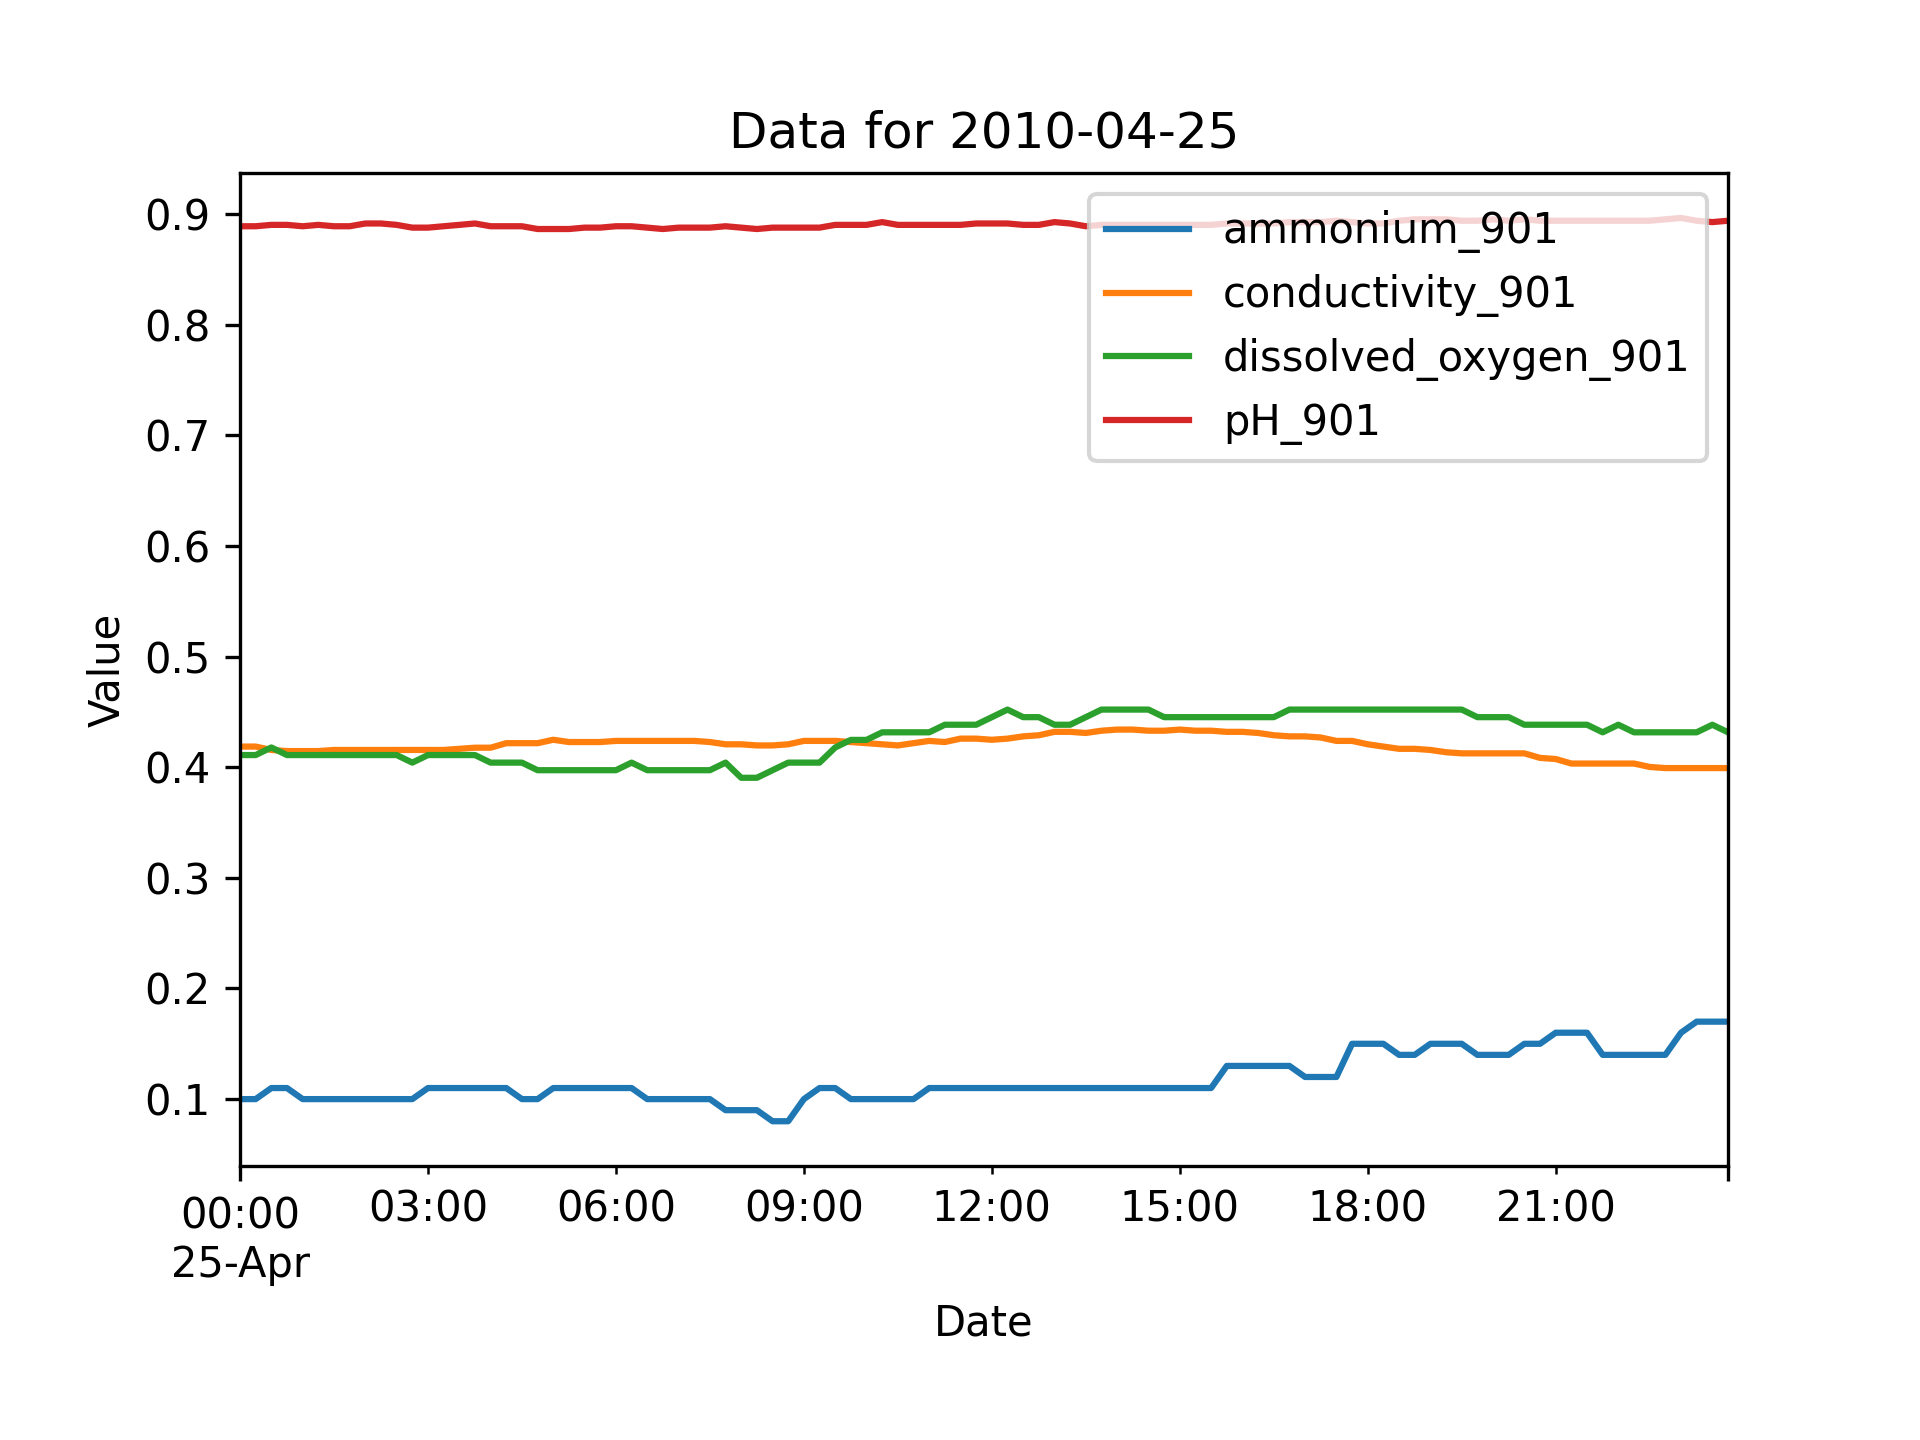 Data for 2010-04-25
Value
0.9
0.8
0.7
0.6
0.5
0.4
0.3
0.2
0.1
ammonium_901
conductivity_901
dissolved_oxygen_901
pH_901
00:00 03:00 06:00 09:00 12:00 15:00 18:00 21:00
25-Apr
Date